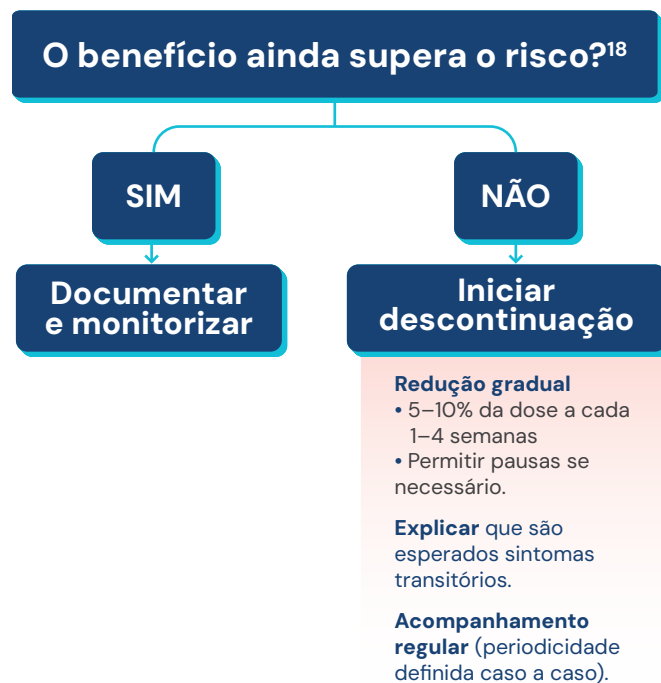 O benefício ainda supera o risco?¹⁸
SIM
NÃO
Documentar
e monitorizar
Iniciar
descontinuação
Redução gradual
• 5–10% da dose a cada
1–4 semanas
• Permitir pausas se
necessário.
Explicar que são
esperados sintomas
transitórios.
Acompanhamento
regular (periodicidade
definida caso a caso).